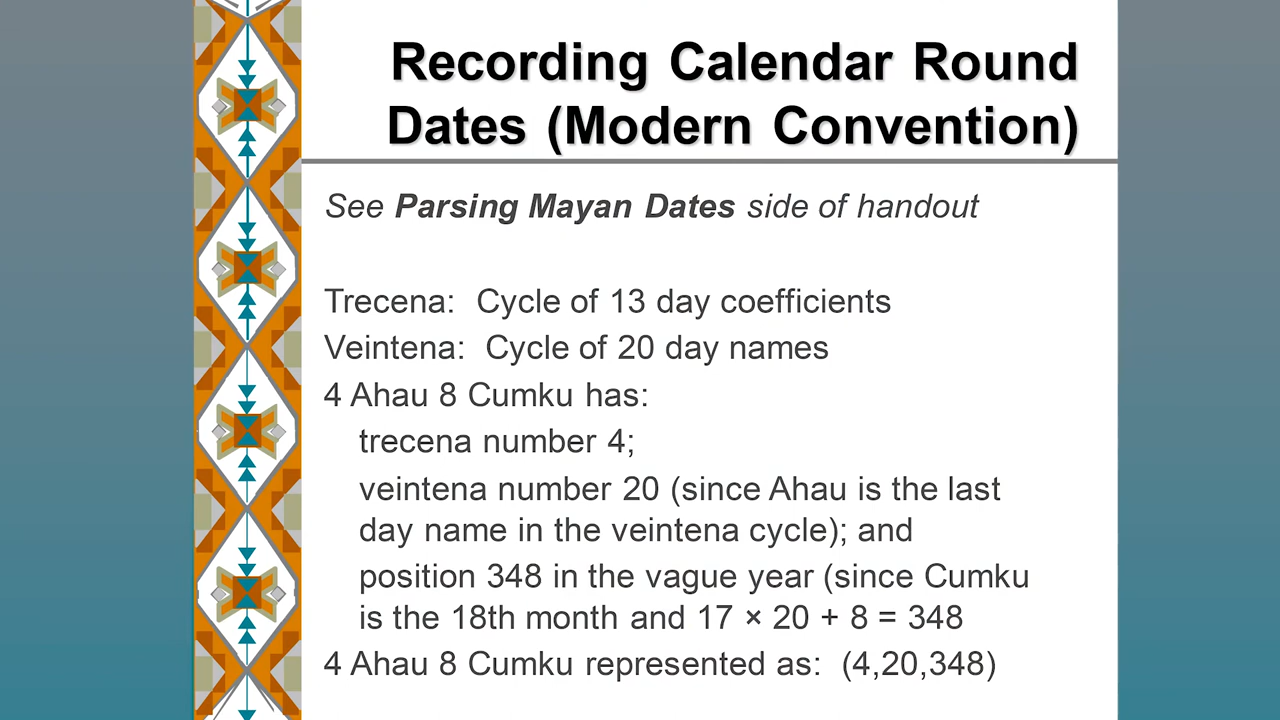 Recording Calendar Round
Dates (Modern Convention)
See Parsing Mayan Dates side of handout
Trecena: Cycle of 13 day coefficients
Veintena: Cycle of 20 day names
4 Ahau 8 Cumku has:
trecena number 4;
veintena number 20 (since Ahau is the last
day name in the veintena cycle); and
position 348 in the vague year (since Cumku
is the 18th month and 17 × 20 + 8 = 348
4 Ahau 8 Cumku represented as: (4,20,348)